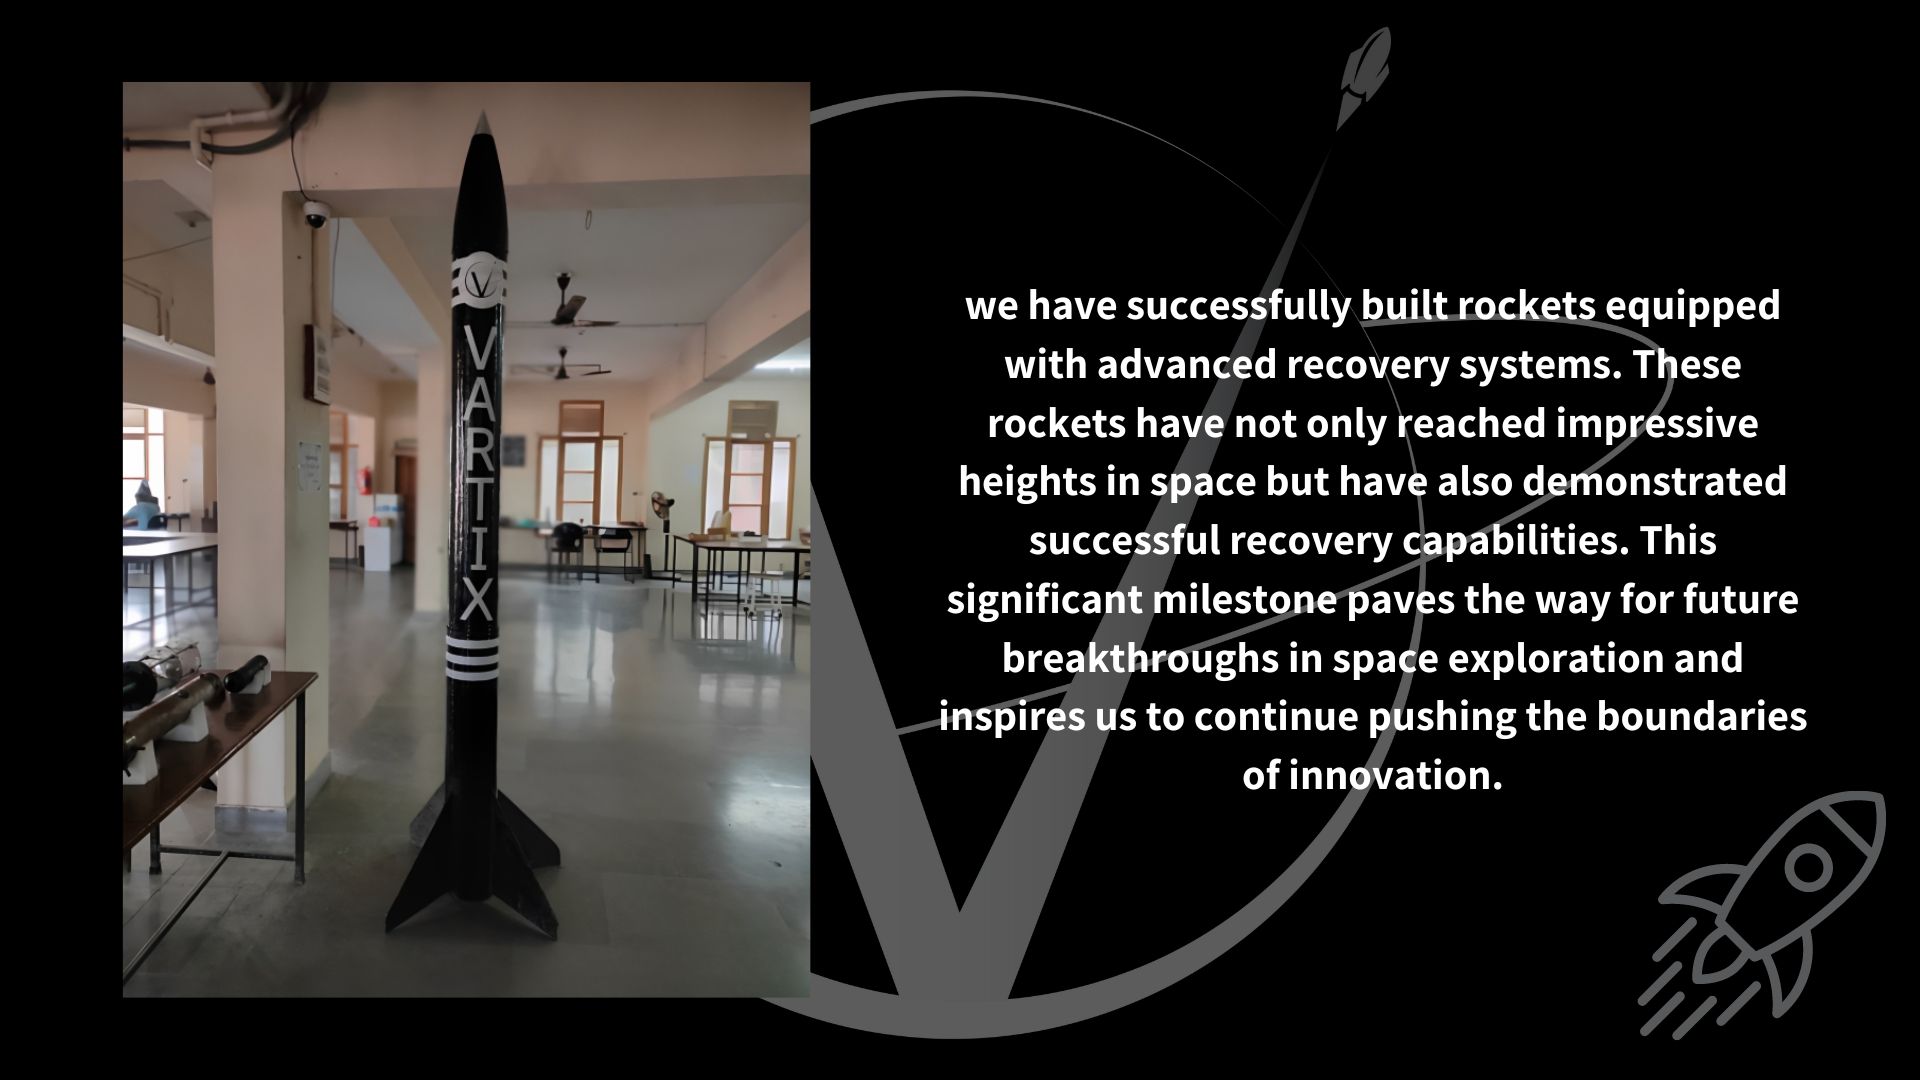 V
VARTIX
we have successfully built rockets equipped
with advanced recovery systems. These
rockets have not only reached impressive
heights in space but have also demonstrated
successful recovery capabilities. This
significant milestone paves the way for future
breakthroughs in space exploration and
inspires us to continue pushing the boundaries
of innovation.